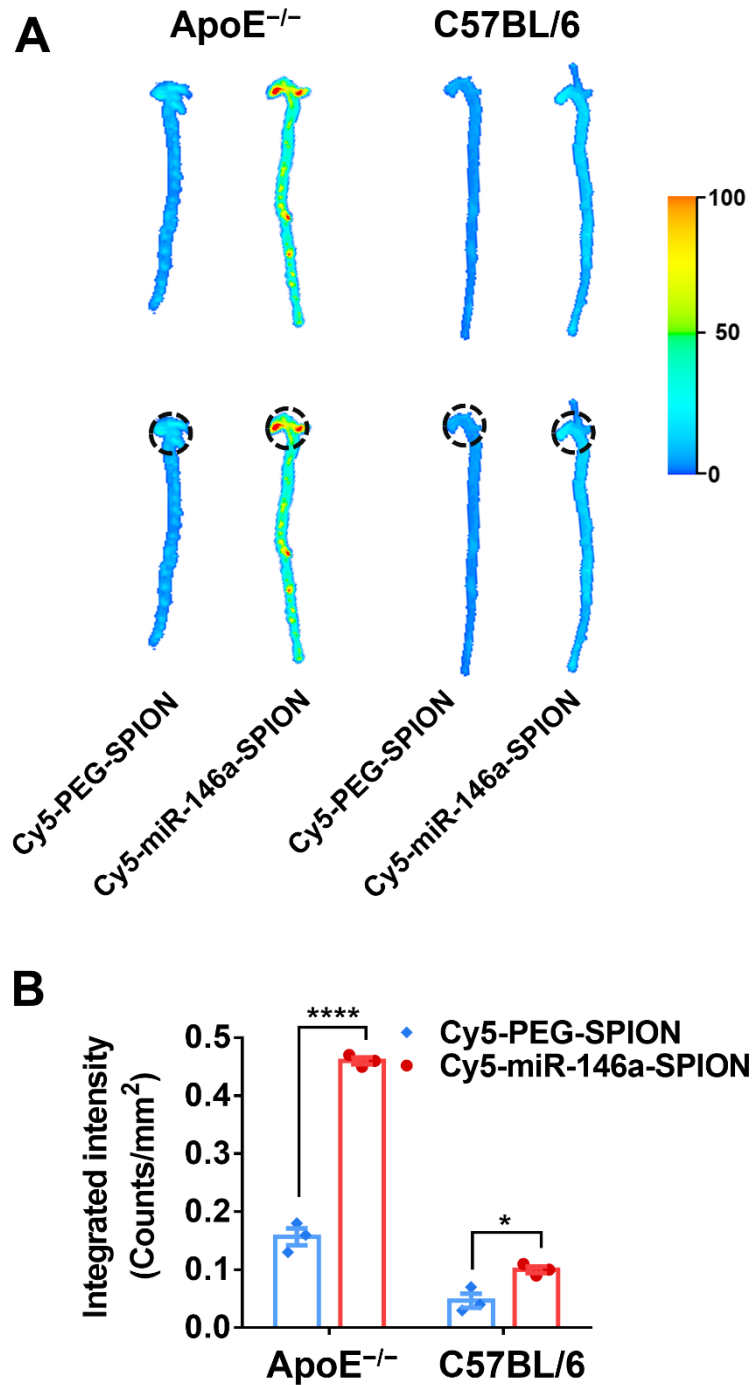 A
ApoE⁻/⁻ C57BL/6
100
50
0
Cy5-PEG-SPION
Cy5-miR-146a-SPION
Cy5-PEG-SPION
Cy5-miR-146a-SPION
B
**** 
Cy5-PEG-SPION
Cy5-miR-146a-SPION
*
Integrated intensity
(Counts/mm²)
0.5
0.4
0.3
0.2
0.1
0.0
ApoE⁻/⁻ C57BL/6